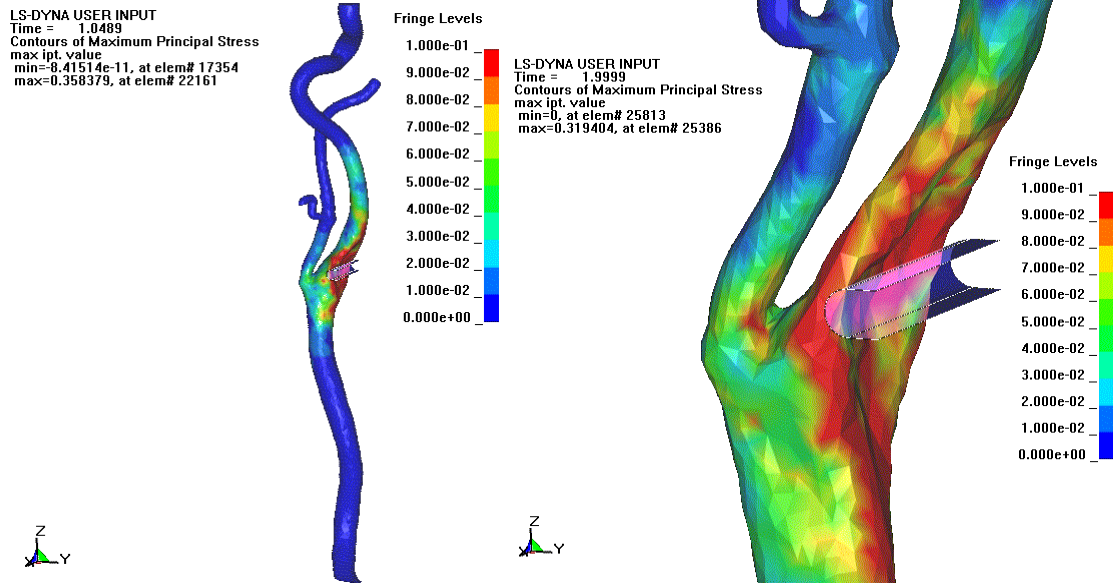 LS-DYNA USER INPUT
Time = 1.0489
Contours of Maximum Principal Stress
max ipt. value
min=-8.41514e-11, at elem# 17354
max=0.358379, at elem# 22161
Fringe Levels
1.000e-01
9.000e-02
8.000e-02
7.000e-02
6.000e-02
5.000e-02
4.000e-02
3.000e-02
2.000e-02
1.000e-02
0.000e+00
Z
X
Y
LS-DYNA USER INPUT
Time = 1.9999
Contours of Maximum Principal Stress
max ipt. value
min=0, at elem# 25813
max=0.319404, at elem# 25386
Fringe Levels
1.000e-01
9.000e-02
8.000e-02
7.000e-02
6.000e-02
5.000e-02
4.000e-02
3.000e-02
2.000e-02
1.000e-02
0.000e+00
Z
X
Y